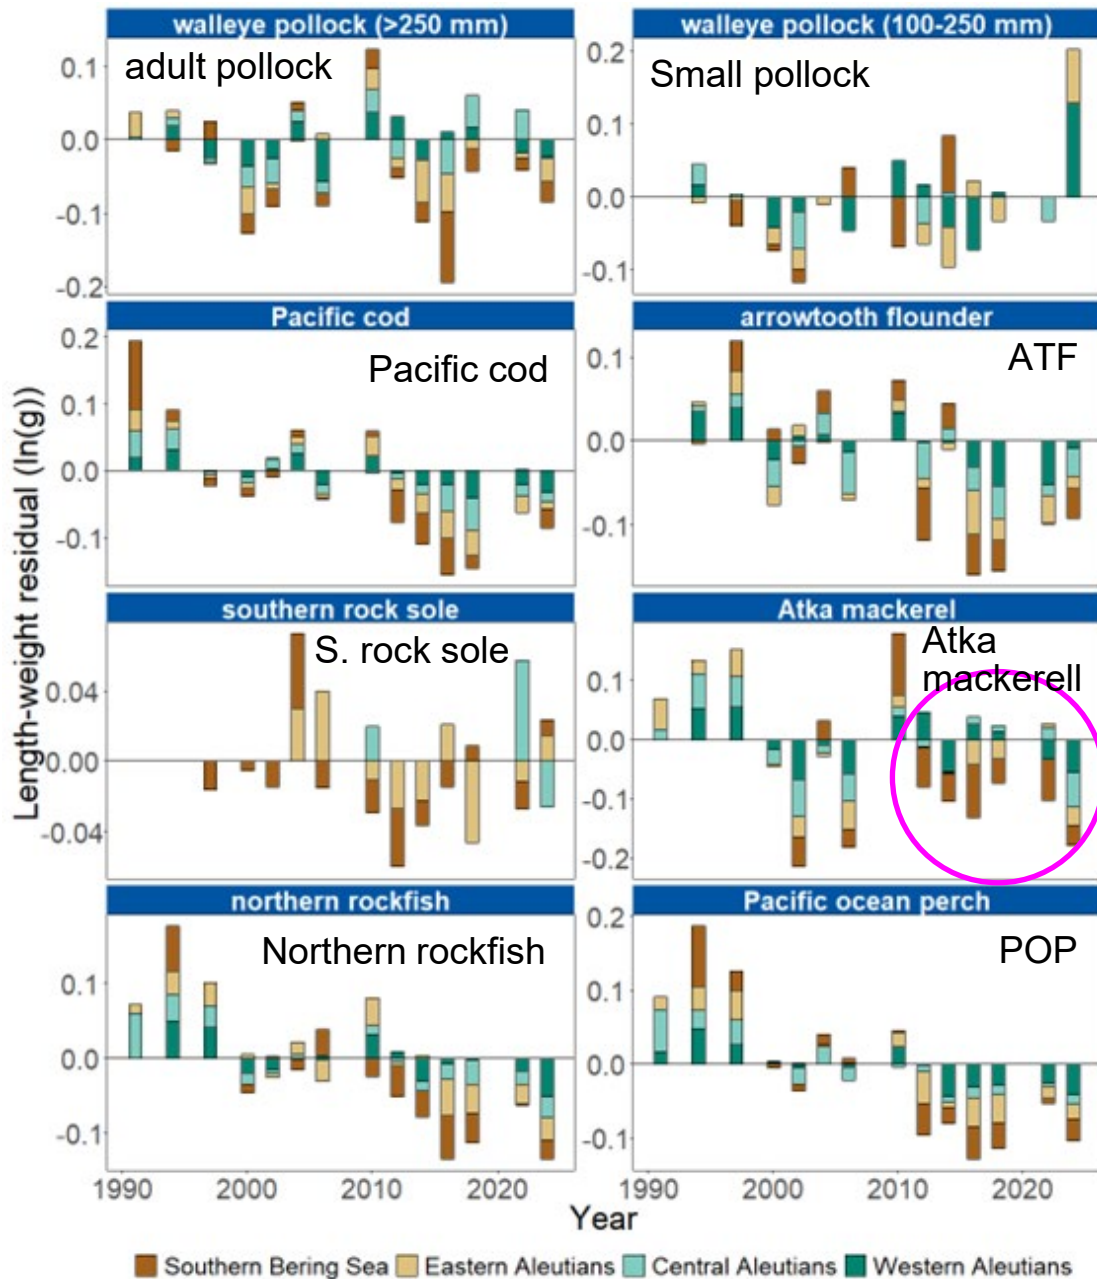 walleye pollock (>250 mm)
walleye pollock (100-250 mm)
adult pollock
Small pollock
0.1
0.0
-0.1
-0.2
0.2
0.1
0.0
-0.1
Pacific cod
arrowtooth flounder
Pacific cod
ATF
0.2
0.1
0.0
-0.1
0.1
0.0
-0.1
southern rock sole
Atka mackerel
S. rock sole
Atka
mackerell
0.04
0.00
-0.04
0.1
0.0
-0.1
-0.2
northern rockfish
Pacific ocean perch
Northern rockfish
POP
0.1
0.0
-0.1
0.2
0.1
0.0
-0.1
Length-weight residual (ln(g))
1990 2000 2010 2020
1990 2000 2010 2020
Year
Southern Bering Sea Eastern Aleutians Central Aleutians Western Aleutians